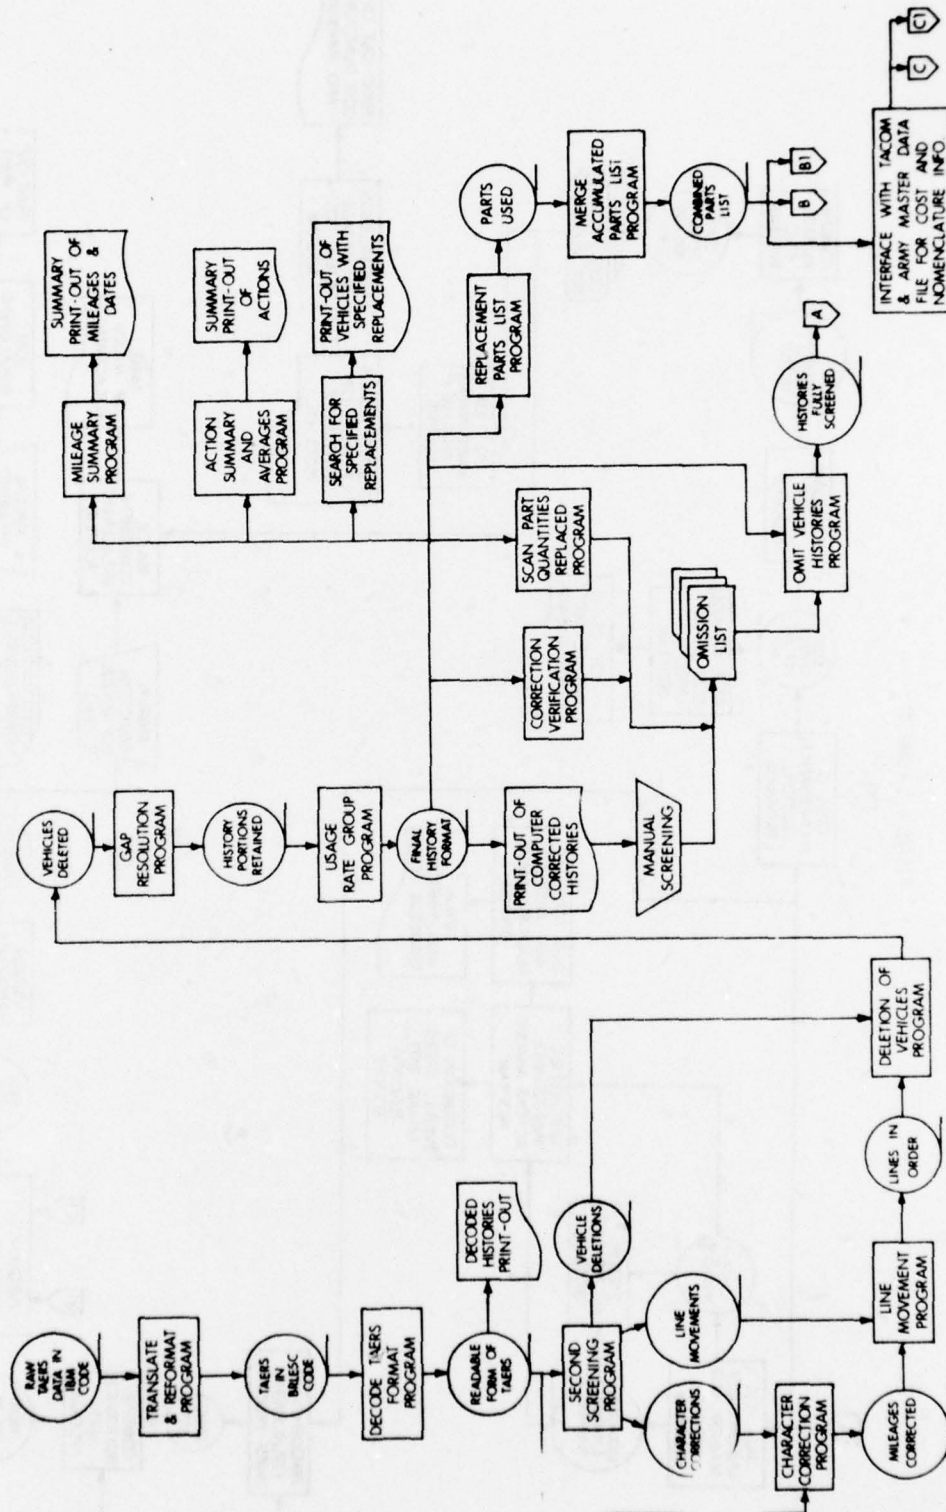 RAW
TAERS
DATA IN
IBM
CODE
TRANSLATE
& REFORMAT
PROGRAM
TAERS
IN
BRLESC
CODE
DECODE TAERS
FORMAT
PROGRAM
READABLE
FORM OF
TAERS
DECODED
HISTORIES
PRINT-OUT
SECOND
SCREENING
PROGRAM
VEHICLE
DELETIONS
CHARACTER
CORRECTIONS
LINE
MOVEMENTS
CHARACTER
CORRECTION
PROGRAM
MILEAGES
CORRECTED
LINE
MOVEMENT
PROGRAM
LINES IN
ORDER
DELETION OF
VEHICLES
PROGRAM
VEHICLES
DELETED
GAP
RESOLUTION
PROGRAM
HISTORY
PORTIONS
RETAINED
USAGE
RATE GROUP
PROGRAM
FINAL
HISTORY
FORMAT
PRINT-OUT OF
COMPUTER
CORRECTED
HISTORIES
MANUAL
SCREENING
CORRECTION
VERIFICATION
PROGRAM
SCAN PART
QUANTITIES
REPLACED
PROGRAM
OMISSION
LIST
MILEAGE
SUMMARY
PROGRAM
SUMMARY
PRINT-OUT OF
MILEAGES &
DATES
ACTION
SUMMARY
AND
AVERAGES
PROGRAM
SUMMARY
PRINT-OUT
OF
ACTIONS
SEARCH FOR
SPECIFIED
REPLACEMENTS
PRINT-OUT OF
VEHICLES WITH
SPECIFIED
REPLACEMENTS
REPLACEMENT
PARTS LIST
PROGRAM
PARTS
USED
MERGE
ACCUMULATED
PARTS LIST
PROGRAM
COMBINED
PARTS
LIST
B
B1
OMIT VEHICLE
HISTORIES
PROGRAM
HISTORIES
FULLY
SCREENED
A
INTERFACE WITH TACOM
& ARMY MASTER DATA
FILE FOR COST AND
NOMENCLATURE INFO.
C
C1